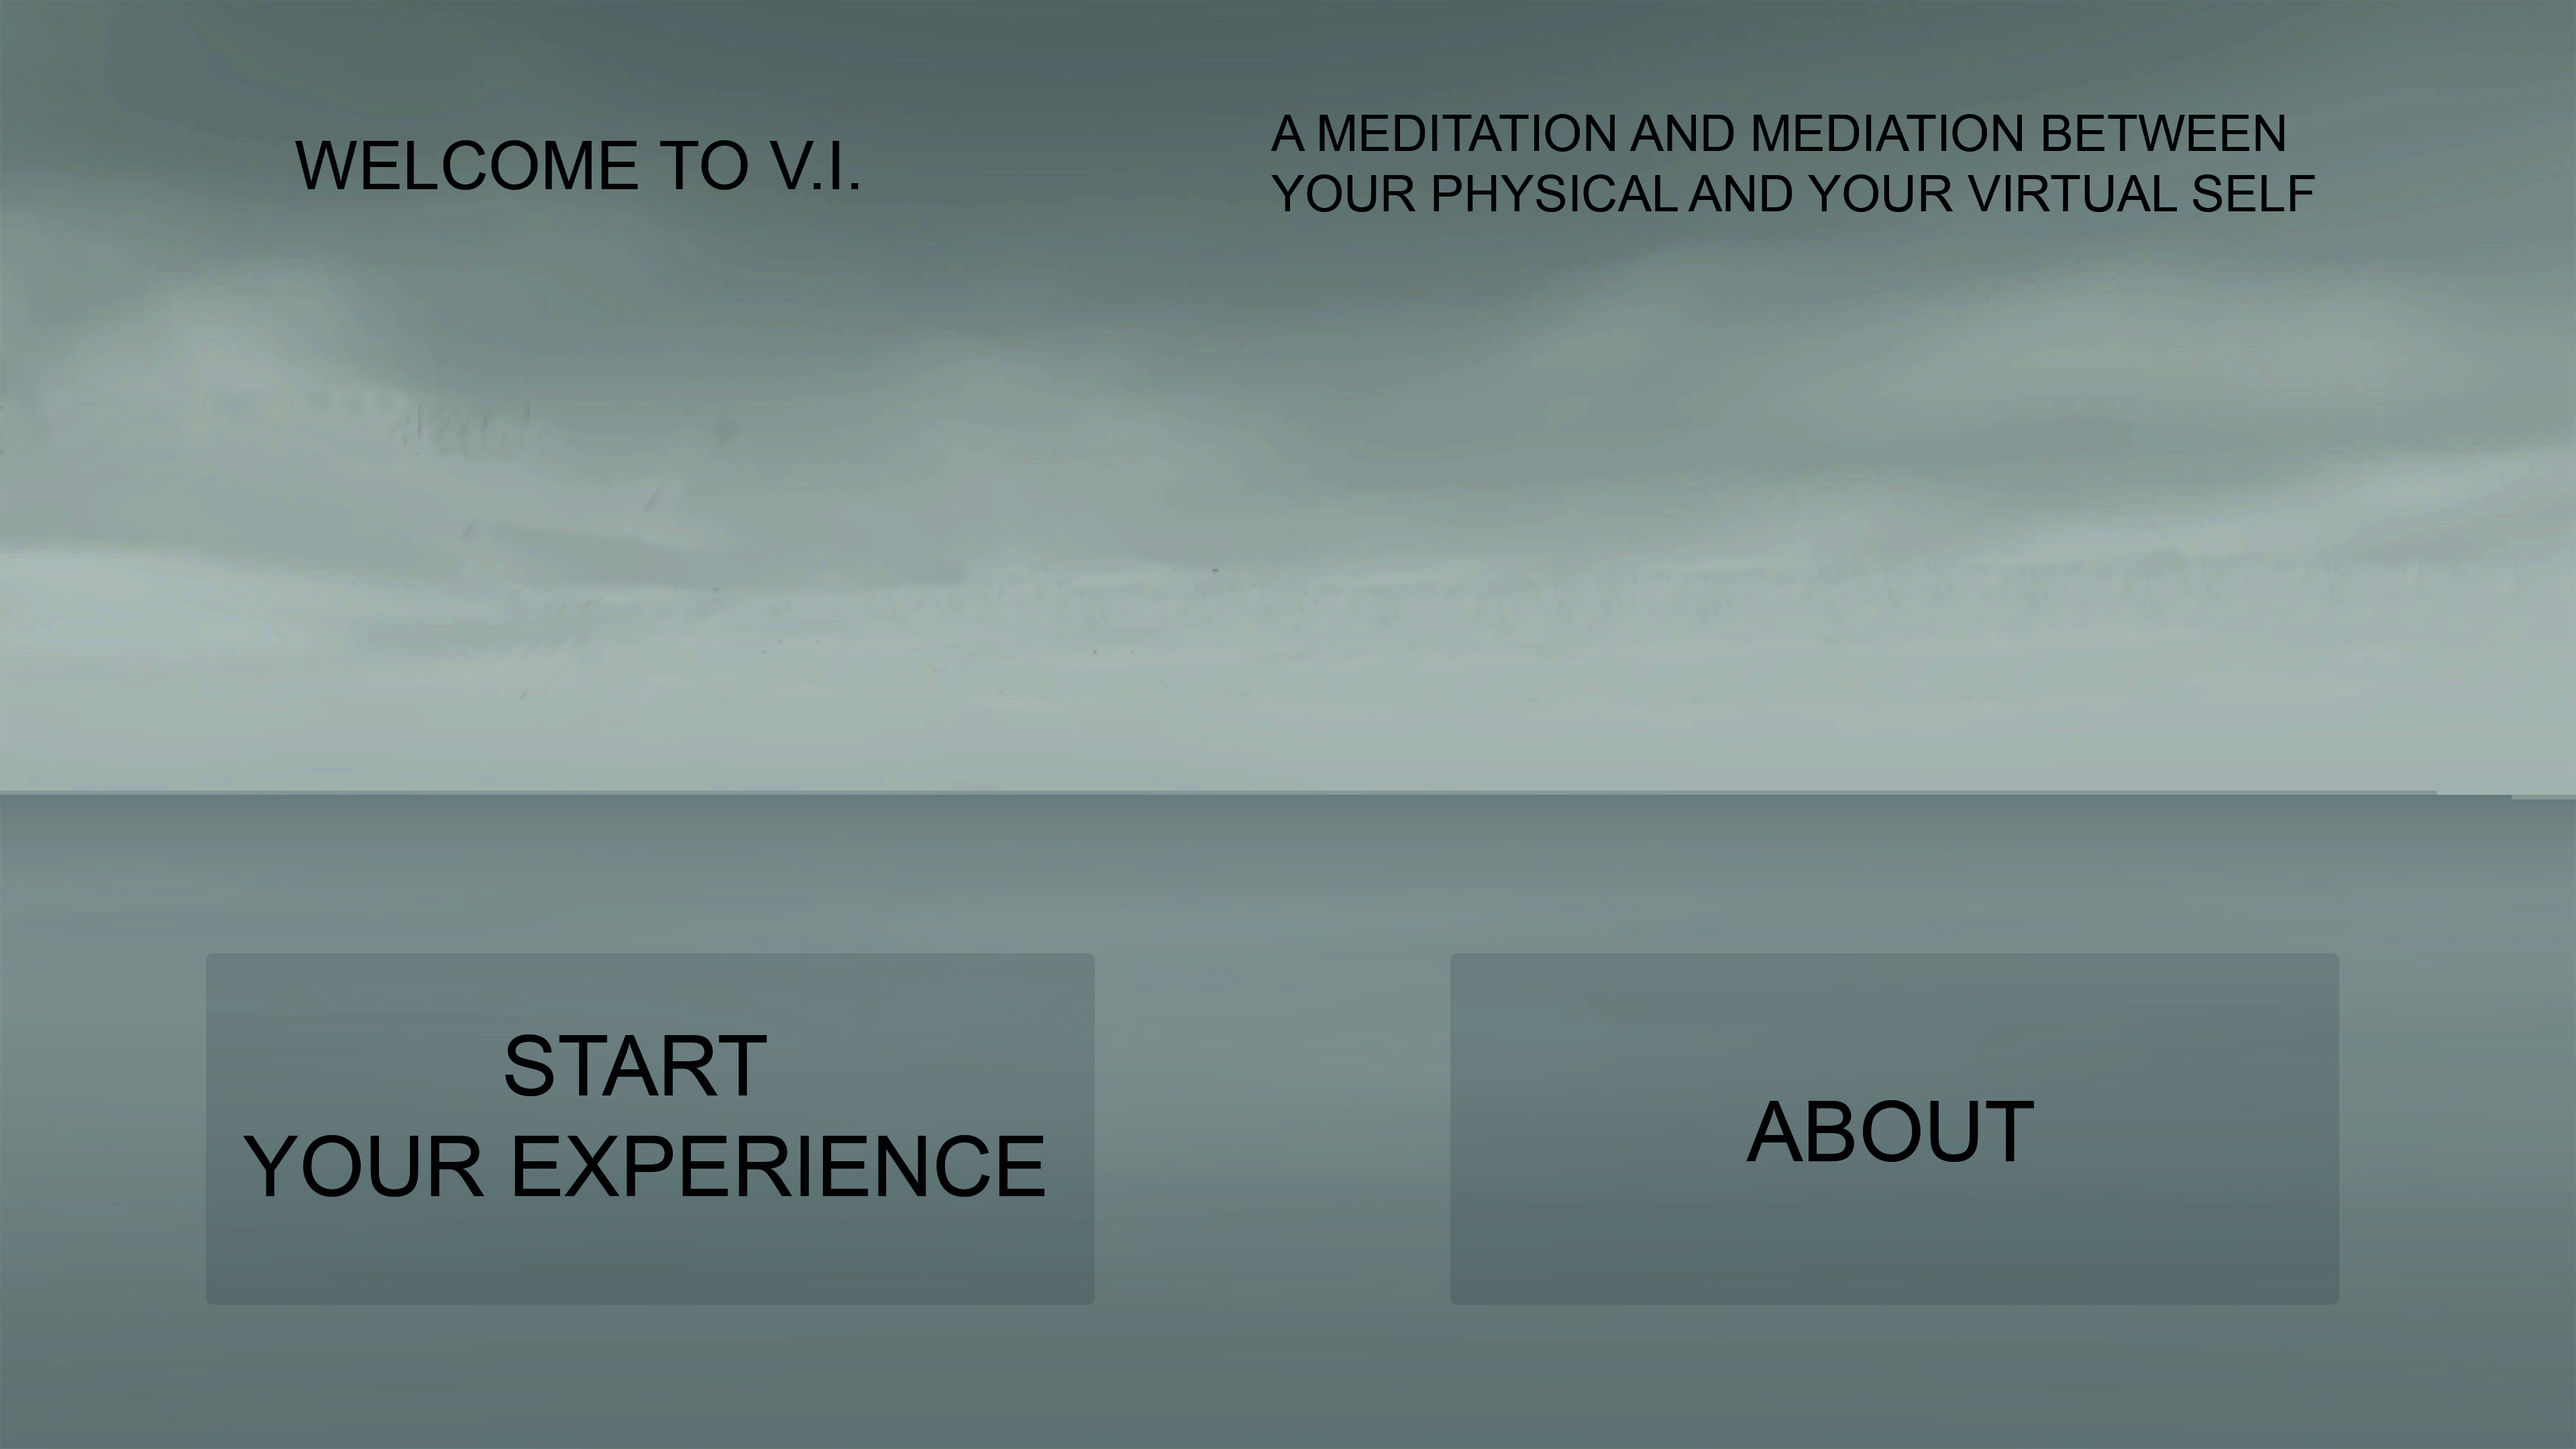 WELCOME TO V.I.
A MEDITATION AND MEDIATION BETWEEN
YOUR PHYSICAL AND YOUR VIRTUAL SELF
START
YOUR EXPERIENCE
ABOUT